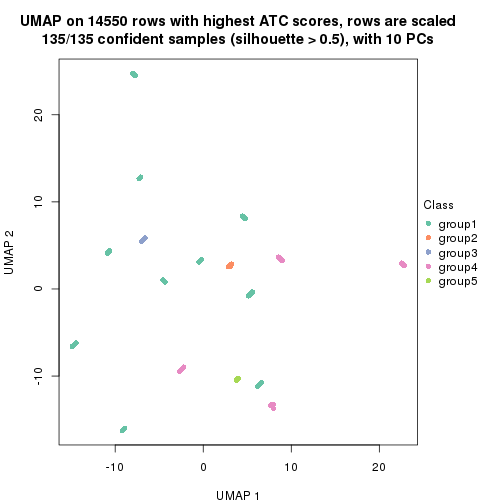 UMAP on 14550 rows with highest ATC scores, rows are scaled
135/135 confident samples (silhouette > 0.5), with 10 PCs
20
10
0
-10
UMAP 2
-10 0 10 20
UMAP 1
Class
group1
group2
group3
group4
group5